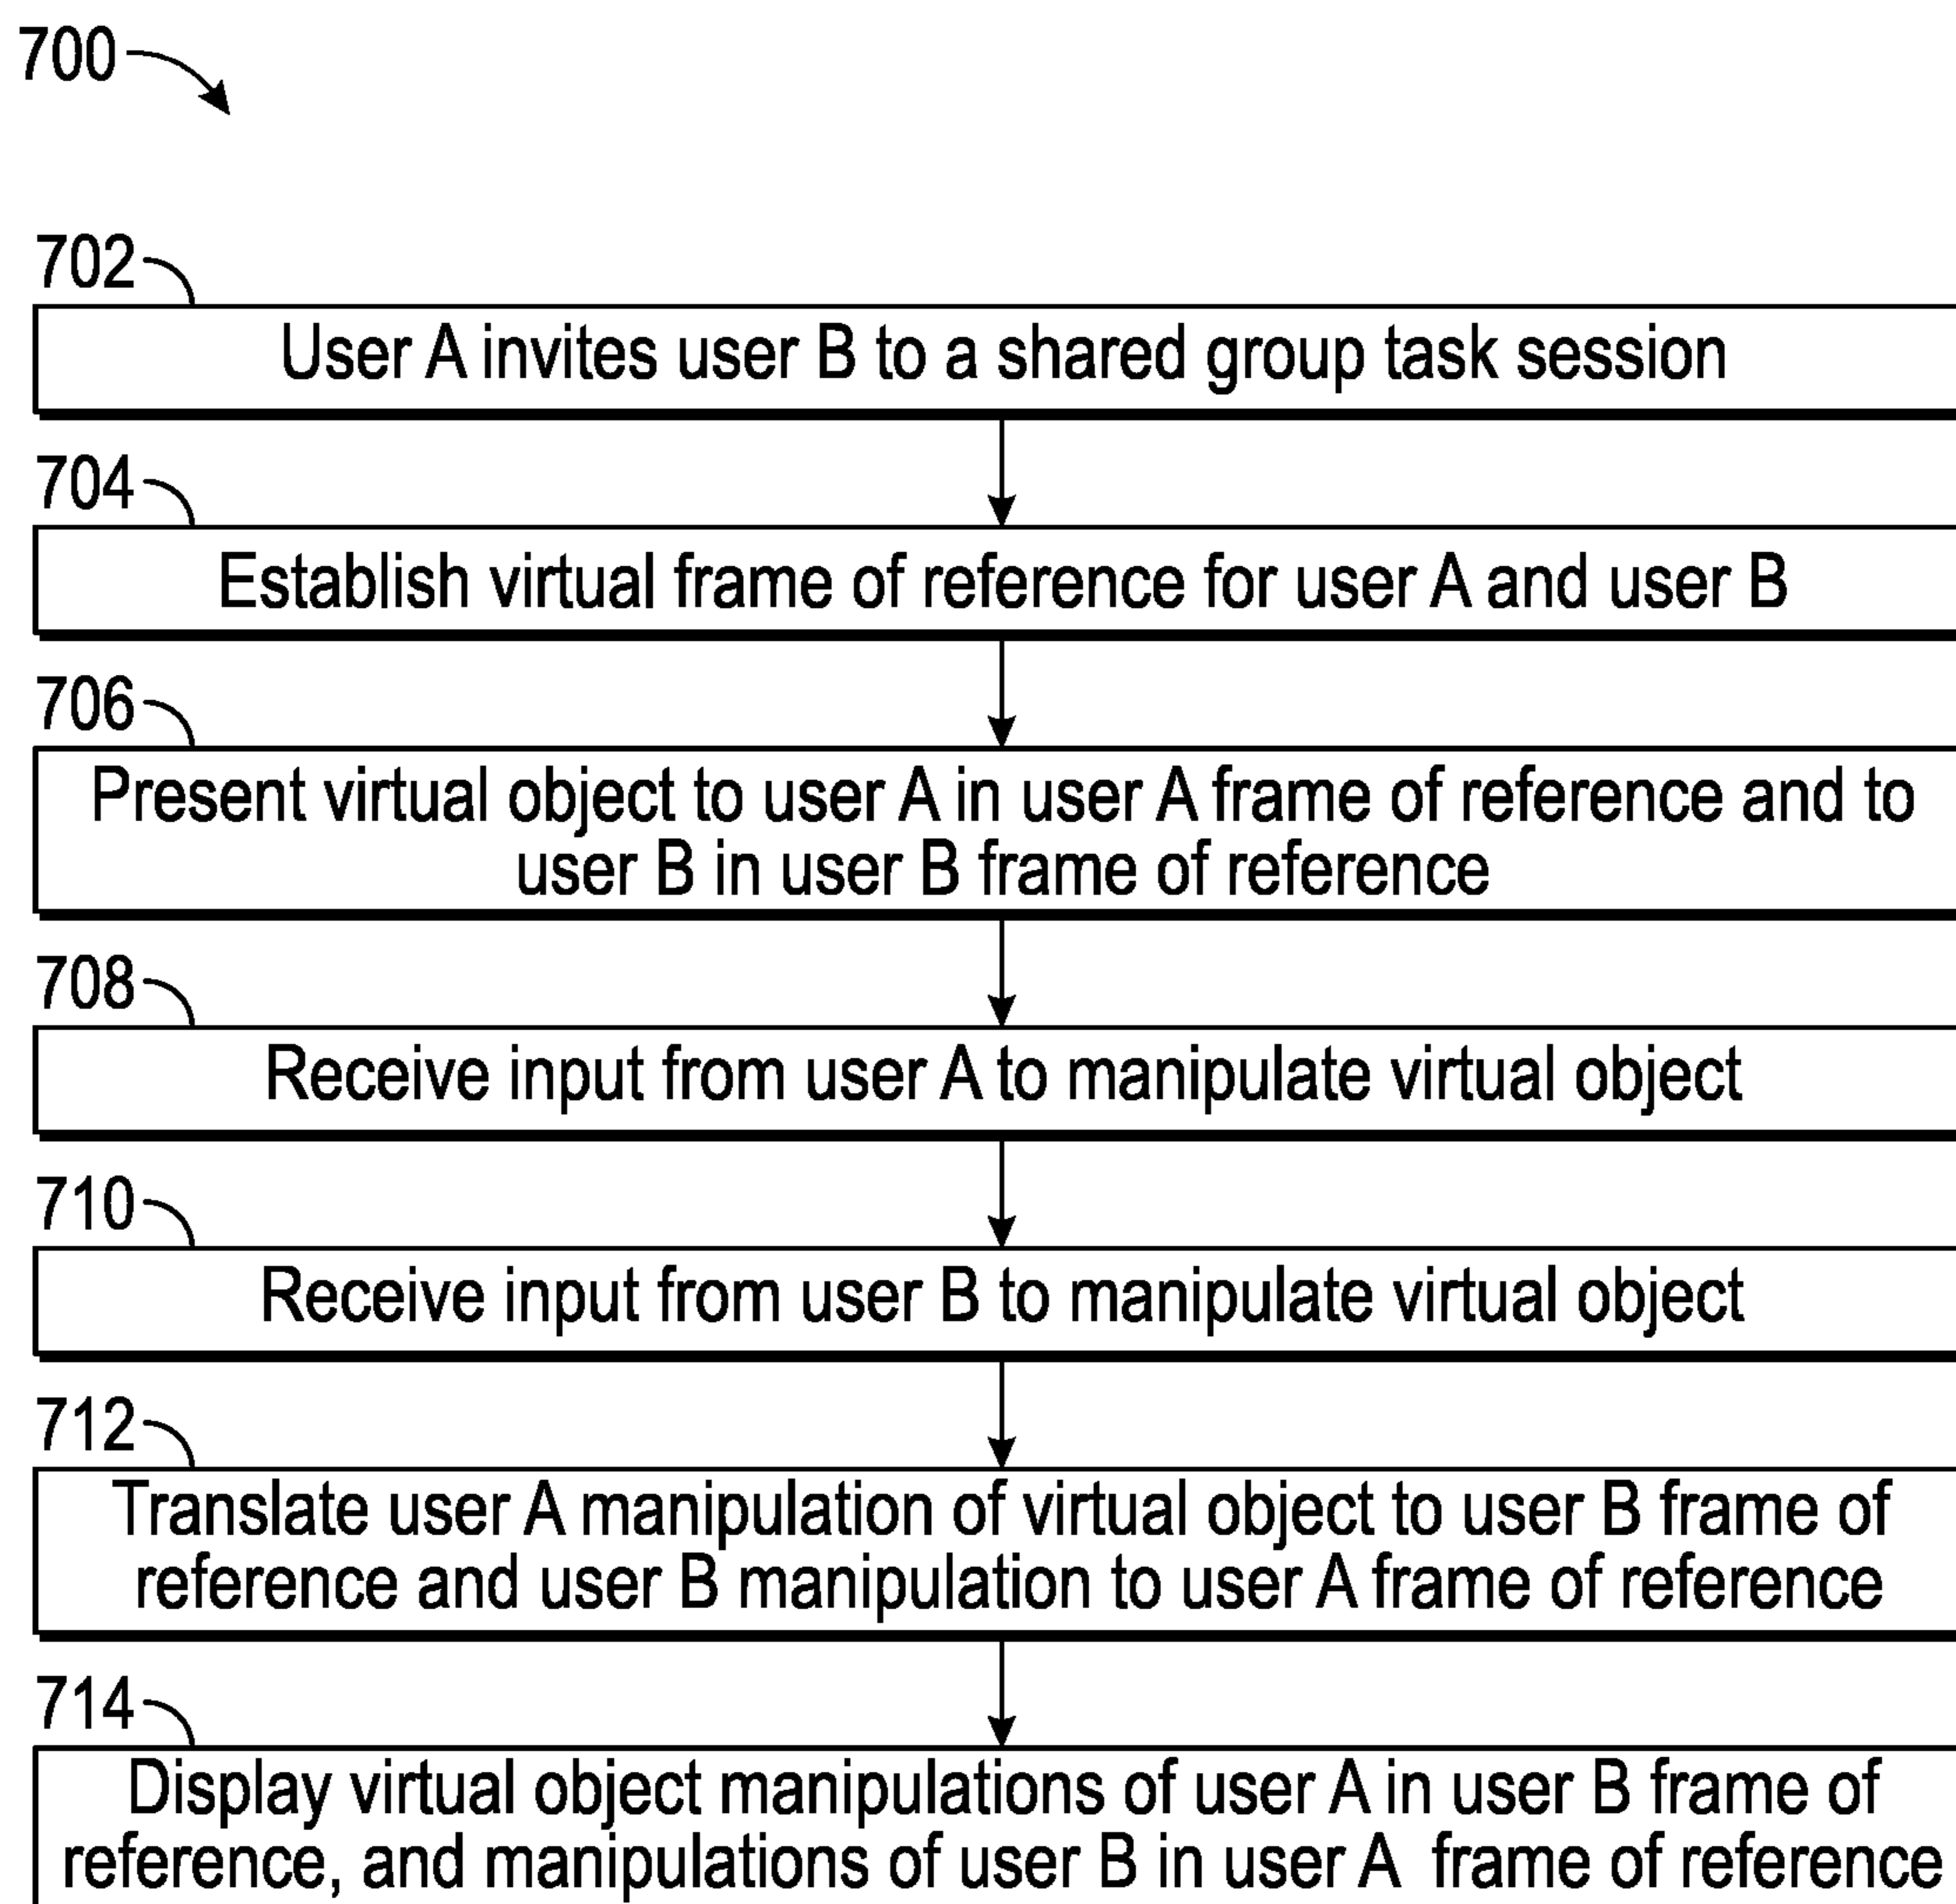 700
702
User A invites user B to a shared group task session
704
Establish virtual frame of reference for user A and user B
706
Present virtual object to user A in user A frame of reference and to
user B in user B frame of reference
708
Receive input from user A to manipulate virtual object
710
Receive input from user B to manipulate virtual object
712
Translate user A manipulation of virtual object to user B frame of
reference and user B manipulation to user A frame of reference
714
Display virtual object manipulations of user A in user B frame of
reference, and manipulations of user B in user A frame of reference